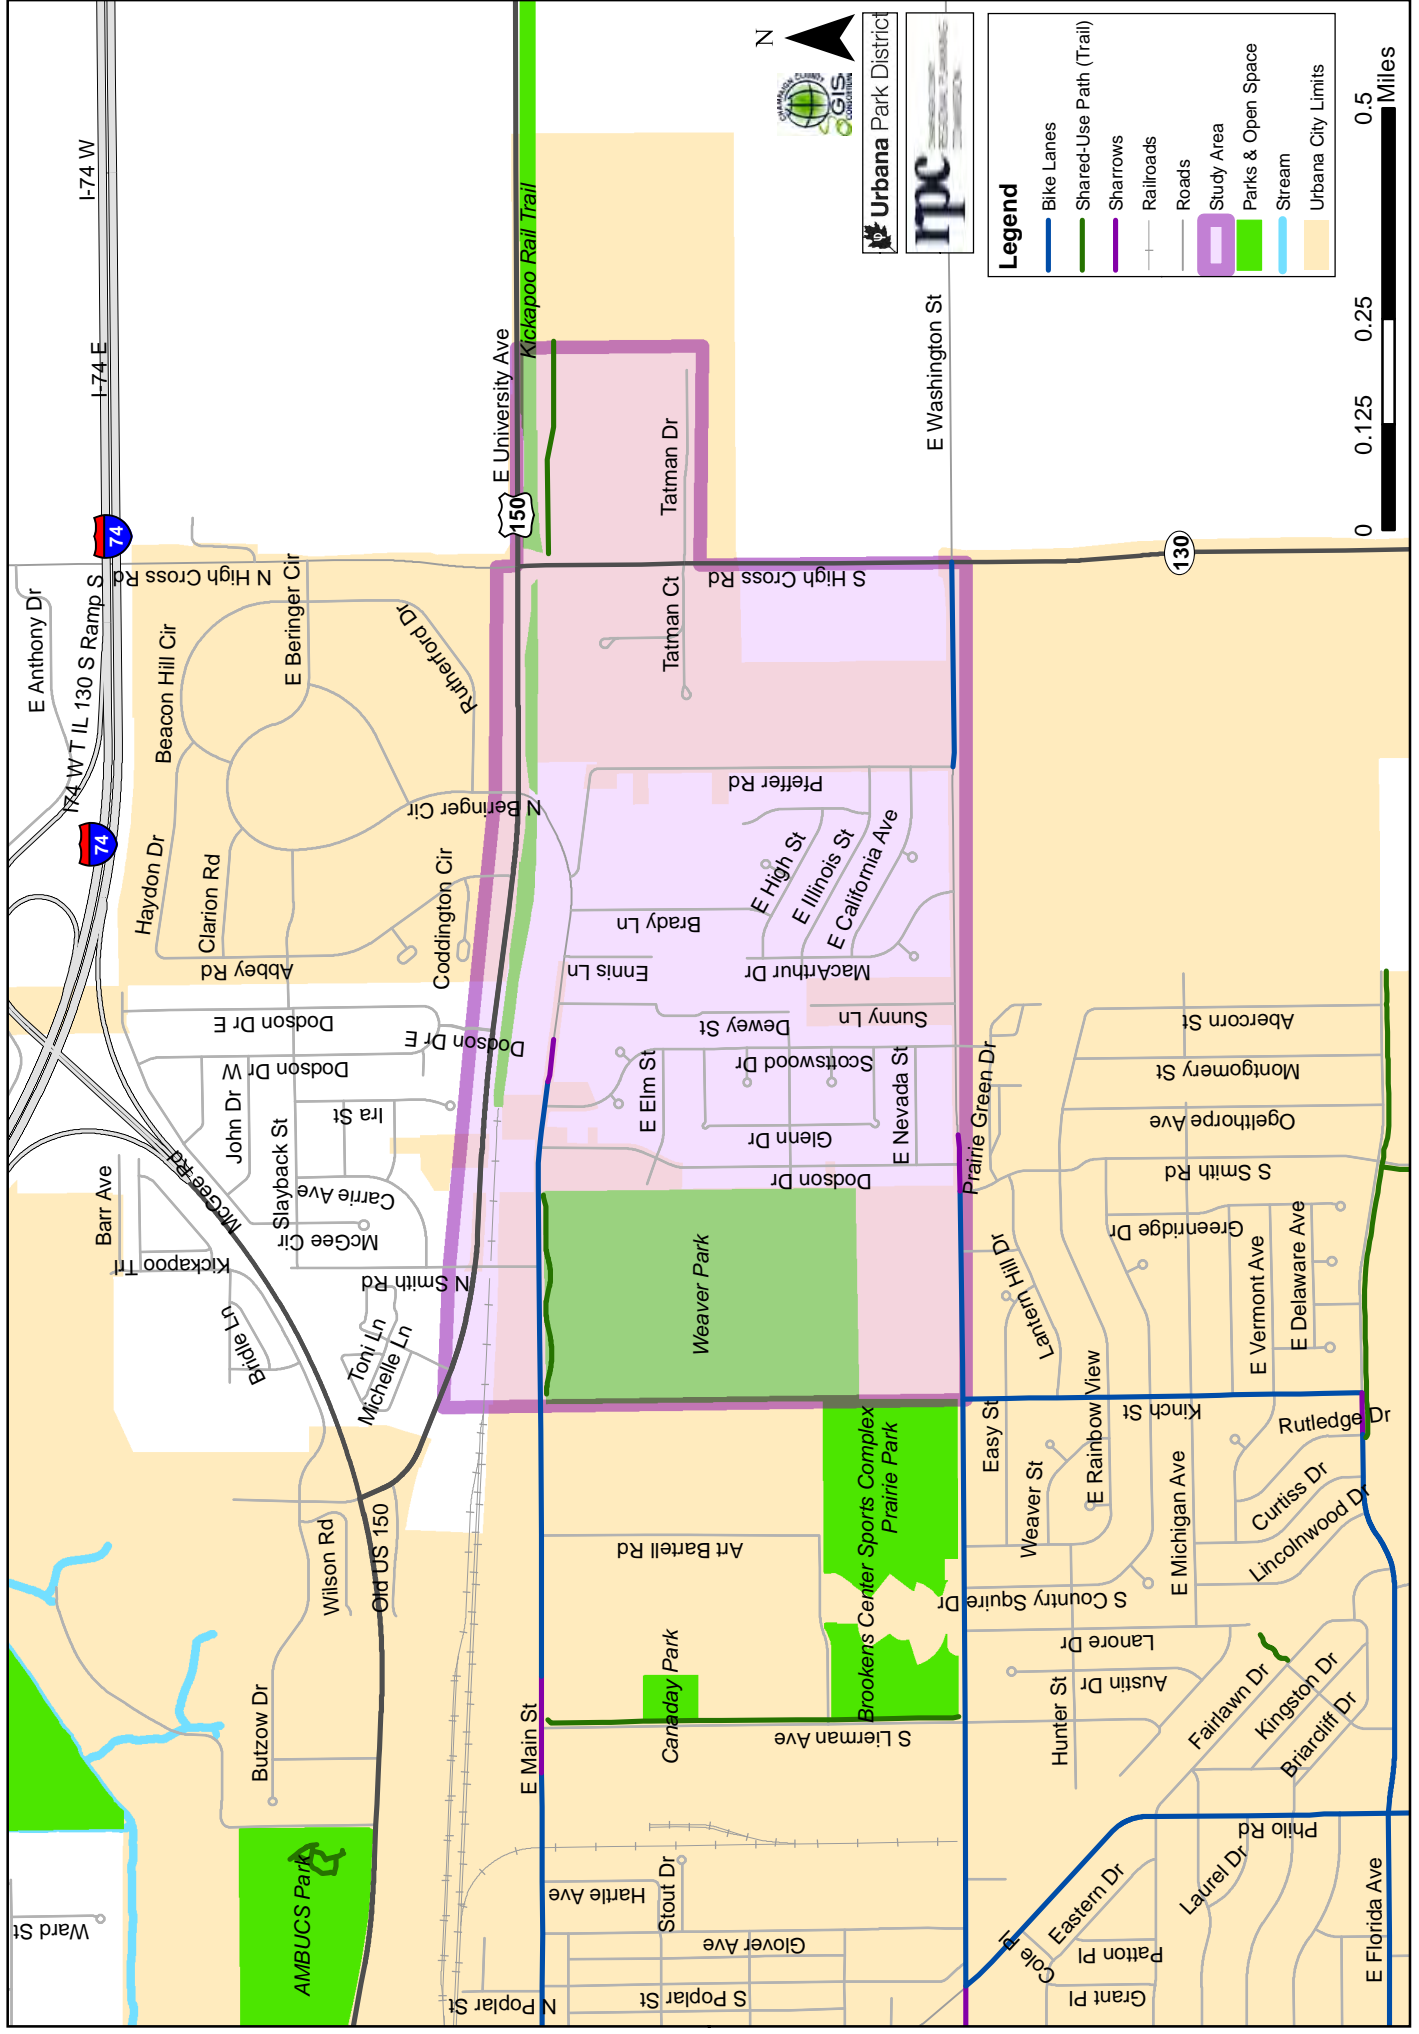 I-74 W
I-74 E
74
74
I74 W T IL 130 S Ramp S
E Anthony Dr
N High Cross Rd
Beacon Hill Cir
E Beringer Cir
Rutherford Dr
N Beringer Cir
Haydon Dr
Clarion Rd
Coddington Cir
Abbey Rd
Dodson Dr E
Dodson Dr E
Dodson Dr W
John Dr
Ira St
Slayback St
Carrie Ave
McGee Rd
McGee Cir
Barr Ave
Kickapoo Trl
Bridle Ln
N Smith Rd
Toni Ln
Michelle Ln
Wilson Rd
Old US 150
Butzow Dr
AMBUCS Park
Ward St
E University Ave
150
Kickapoo Rail Trail
Tatman Dr
Tatman Ct
S High Cross Rd
E Washington St
130
Pfeffer Rd
E High St
E Illinois St
E California Ave
Brady Ln
Ennis Ln
MacArthur Dr
Dewey St
Sunny Ln
Scottswood Dr
E Elm St
Glenn Dr
E Nevada St
Dodson Dr
Prairie Green Dr
Weaver Park
Brookens Center Sports Complex
Prairie Park
Art Bartell Rd
Canaday Park
S Lierman Ave
E Main St
Hartle Ave
Stout Dr
Glover Ave
N Poplar St
S Poplar St
Abercorn St
Montgomery St
Ogelthorpe Ave
S Smith Rd
Greenridge Dr
Lantern Hill Dr
E Vermont Ave
E Delaware Ave
E Rainbow View
Kinch St
Easy St
Weaver St
Rutledge Dr
Curtiss Dr
Lincolnwood Dr
E Michigan Ave
S Country Squire Dr
Lanore Dr
Austin Dr
Hunter St
Fairlawn Dr
Kingston Dr
Briarcliff Dr
Philo Rd
Laurel Dr
Eastern Dr
Cole Pl
Patton Pl
Grant Pl
E Florida Ave
N
CHAMPAIGN COUNTY
GIS
CONSORTIUM
Urbana Park District
rpc
Legend
Bike Lanes
Shared-Use Path (Trail)
Sharrows
Railroads
Roads
Study Area
Parks & Open Space
Stream
Urbana City Limits
0 0.125 0.25 0.5
Miles